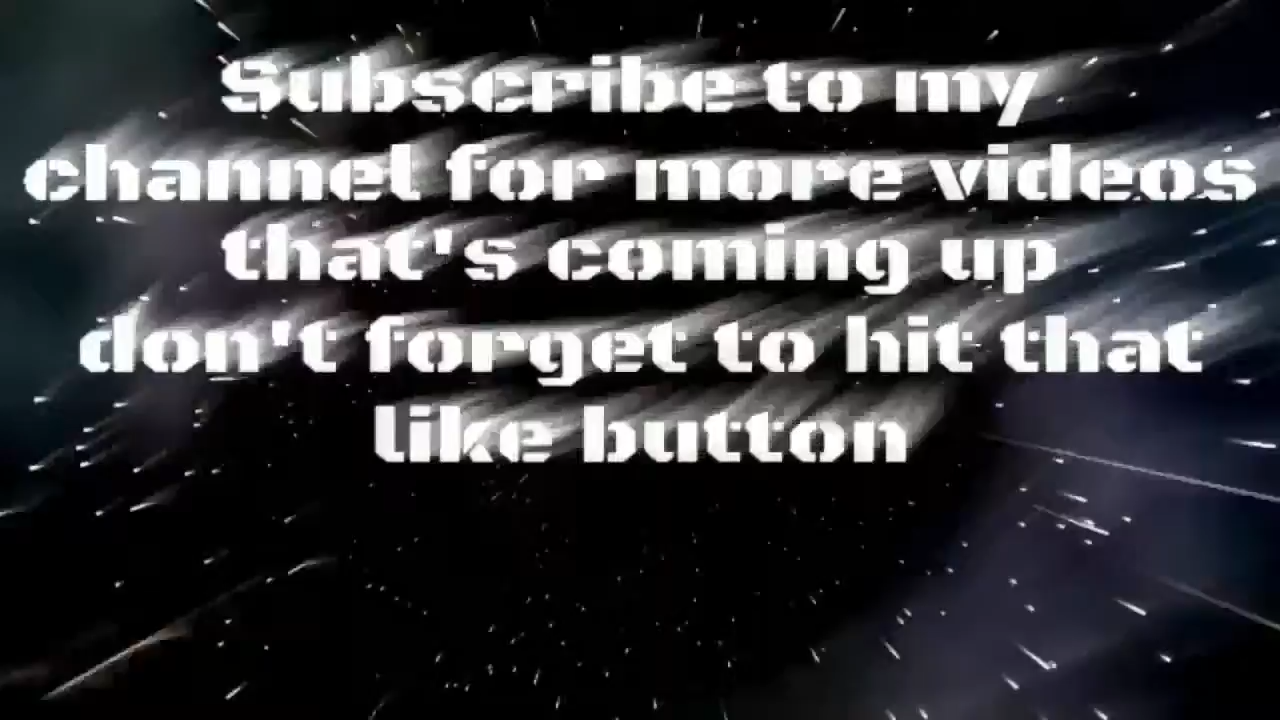 Subscribe to my
channel for more videos
that's coming up
don't forget to hit that
like button